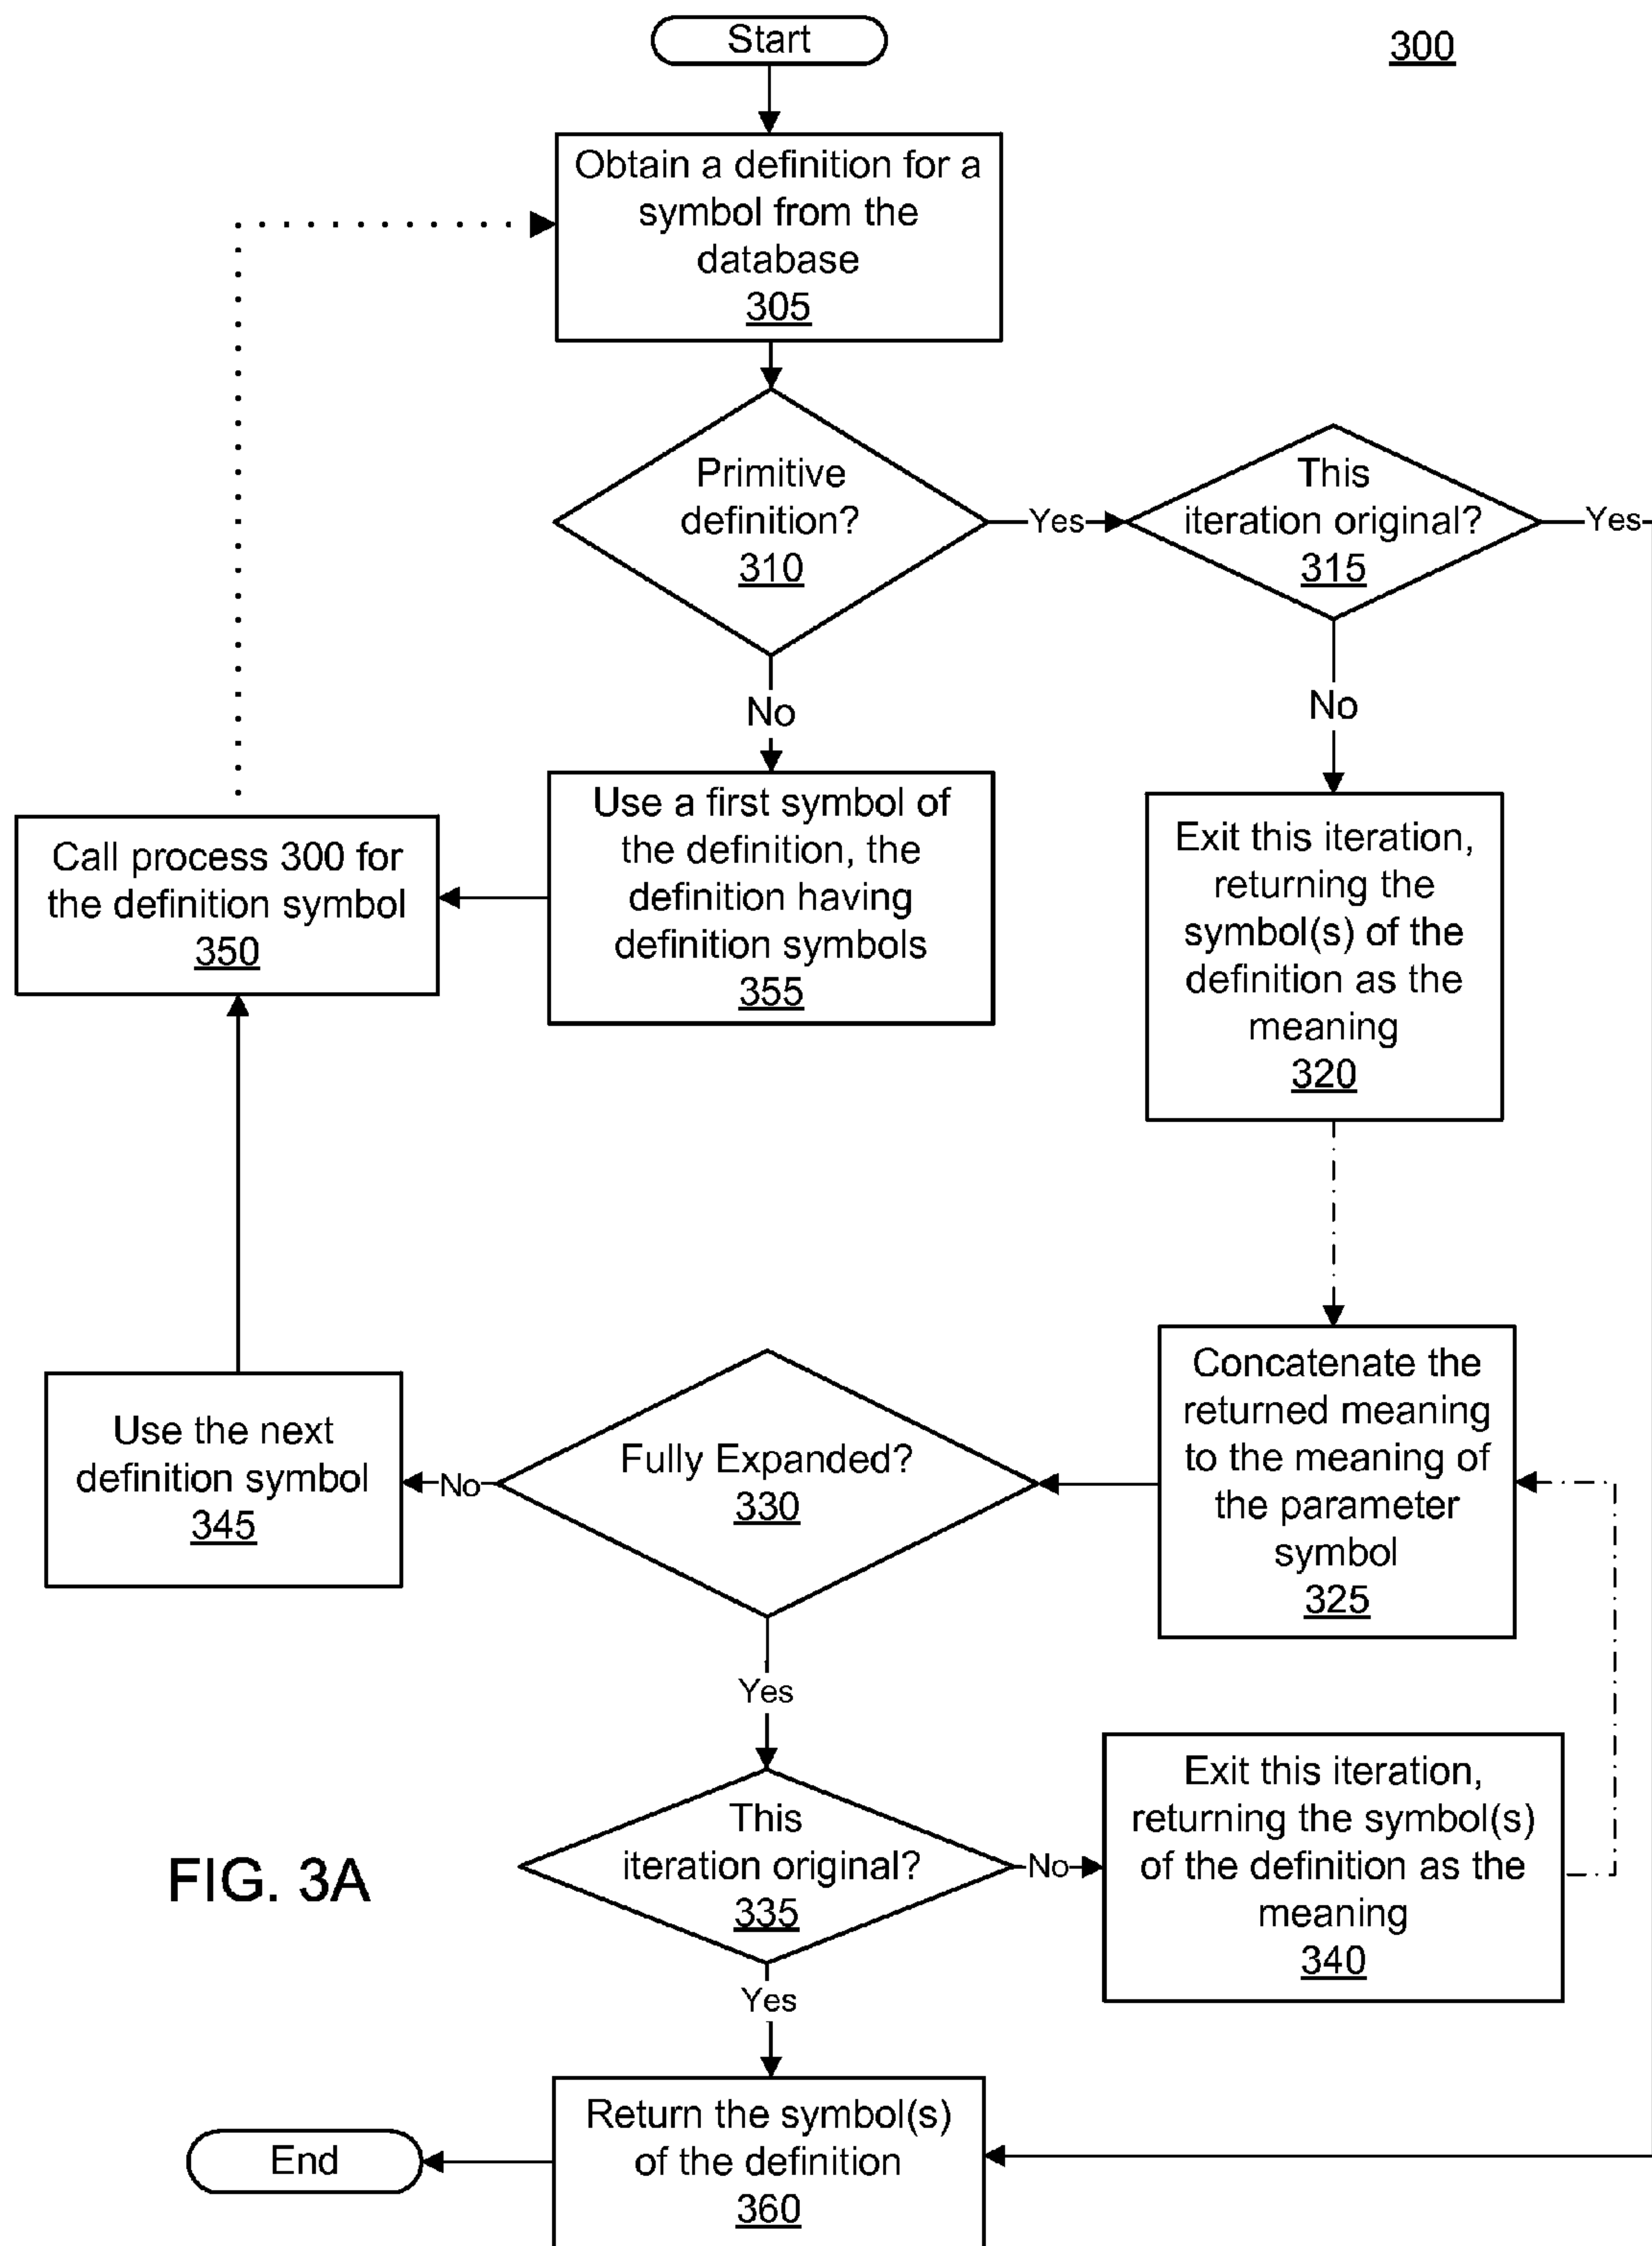 Start
300
Obtain a definition for a
symbol from the
database
305
Primitive
definition?
310
Yes
This
iteration original?
315
Yes
No
No
Use a first symbol of
the definition, the
definition having
definition symbols
355
Call process 300 for
the definition symbol
350
Exit this iteration,
returning the
symbol(s) of the
definition as the
meaning
320
Concatenate the
returned meaning
to the meaning of
the parameter
symbol
325
Fully Expanded?
330
No
Use the next
definition symbol
345
Yes
This
iteration original?
335
No
Exit this iteration,
returning the symbol(s)
of the definition as the
meaning
340
FIG. 3A
Yes
Return the symbol(s)
of the definition
360
End